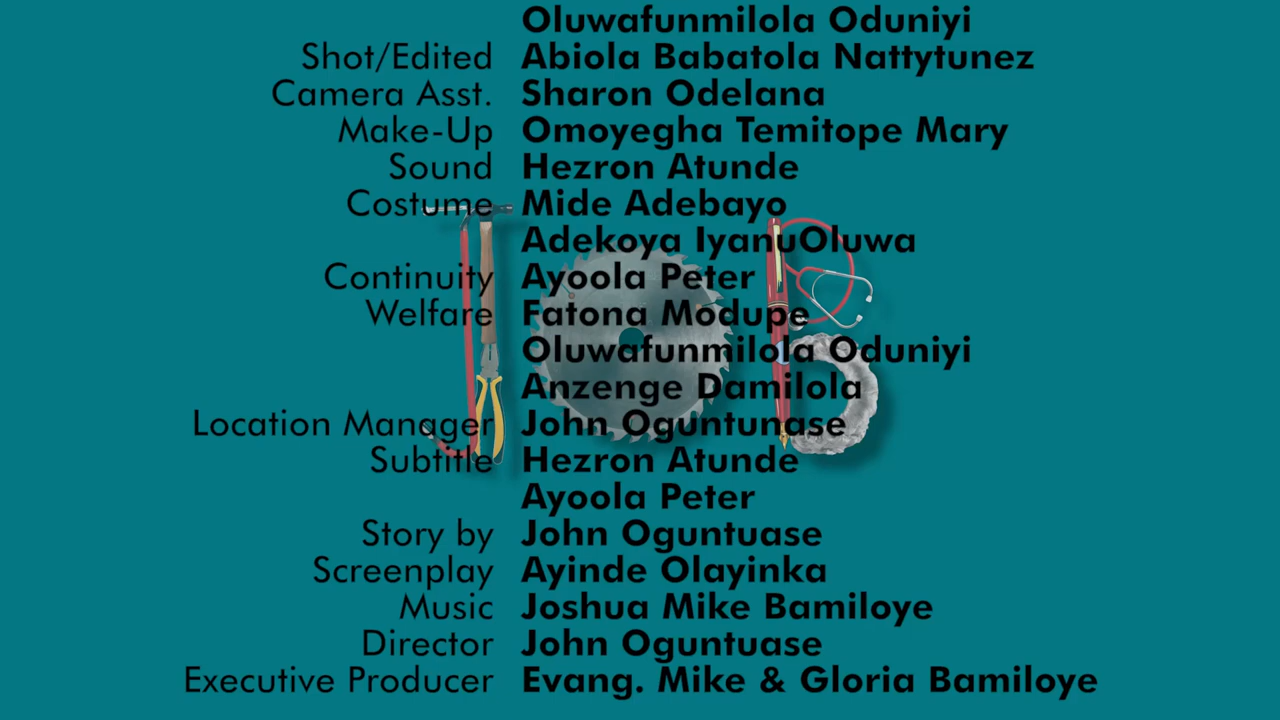 Oluwafunmilola Oduniyi
Shot/Edited Abiola Babatola Nattytunez
Camera Asst. Sharon Odelana
Make-Up Omoyegha Temitope Mary
Sound Hezron Atunde
Costume Mide Adebayo
Adekoya IyanuOluwa
Continuity Ayoola Peter
Welfare Fatona Modupe
Oluwafunmilola Oduniyi
Anzenge Damilola
Location Manager John Oguntunase
Subtitle Hezron Atunde
Ayoola Peter
Story by John Oguntuase
Screenplay Ayinde Olayinka
Music Joshua Mike Bamiloye
Director John Oguntuase
Executive Producer Evang. Mike & Gloria Bamiloye